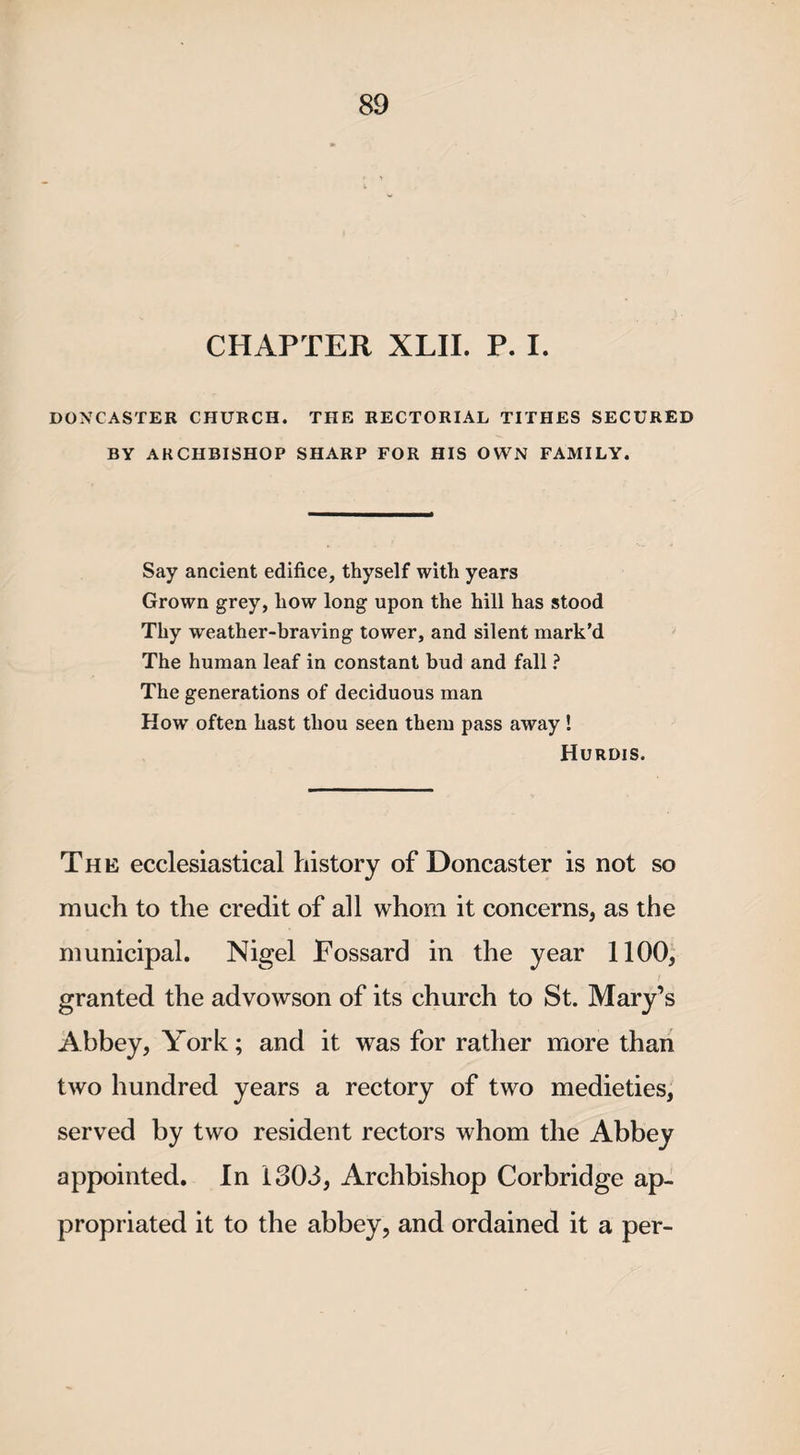 89
CHAPTER XLII. P. I.
DONCASTER CHURCH. THE RECTORIAL TITHES SECURED
BY ARCHBISHOP SHARP FOR HIS OWN FAMILY.
Say ancient edifice, thyself with years
Grown grey, how long upon the hill has stood
Thy weather-braving tower, and silent mark'd
The human leaf in constant bud and fall ?
The generations of deciduous man
How often hast thou seen them pass away !
HURDIS.
THE ecclesiastical history of Doncaster is not so
much to the credit of all whom it concerns, as the
municipal. Nigel Fossard in the year 1100,
granted the advowson of its church to St. Mary's
Abbey, York ; and it was for rather more than
two hundred years a rectory of two medieties,
served by two resident rectors whom the Abbey
appointed. In 1303, Archbishop Corbridge ap-
propriated it to the abbey, and ordained it a per-